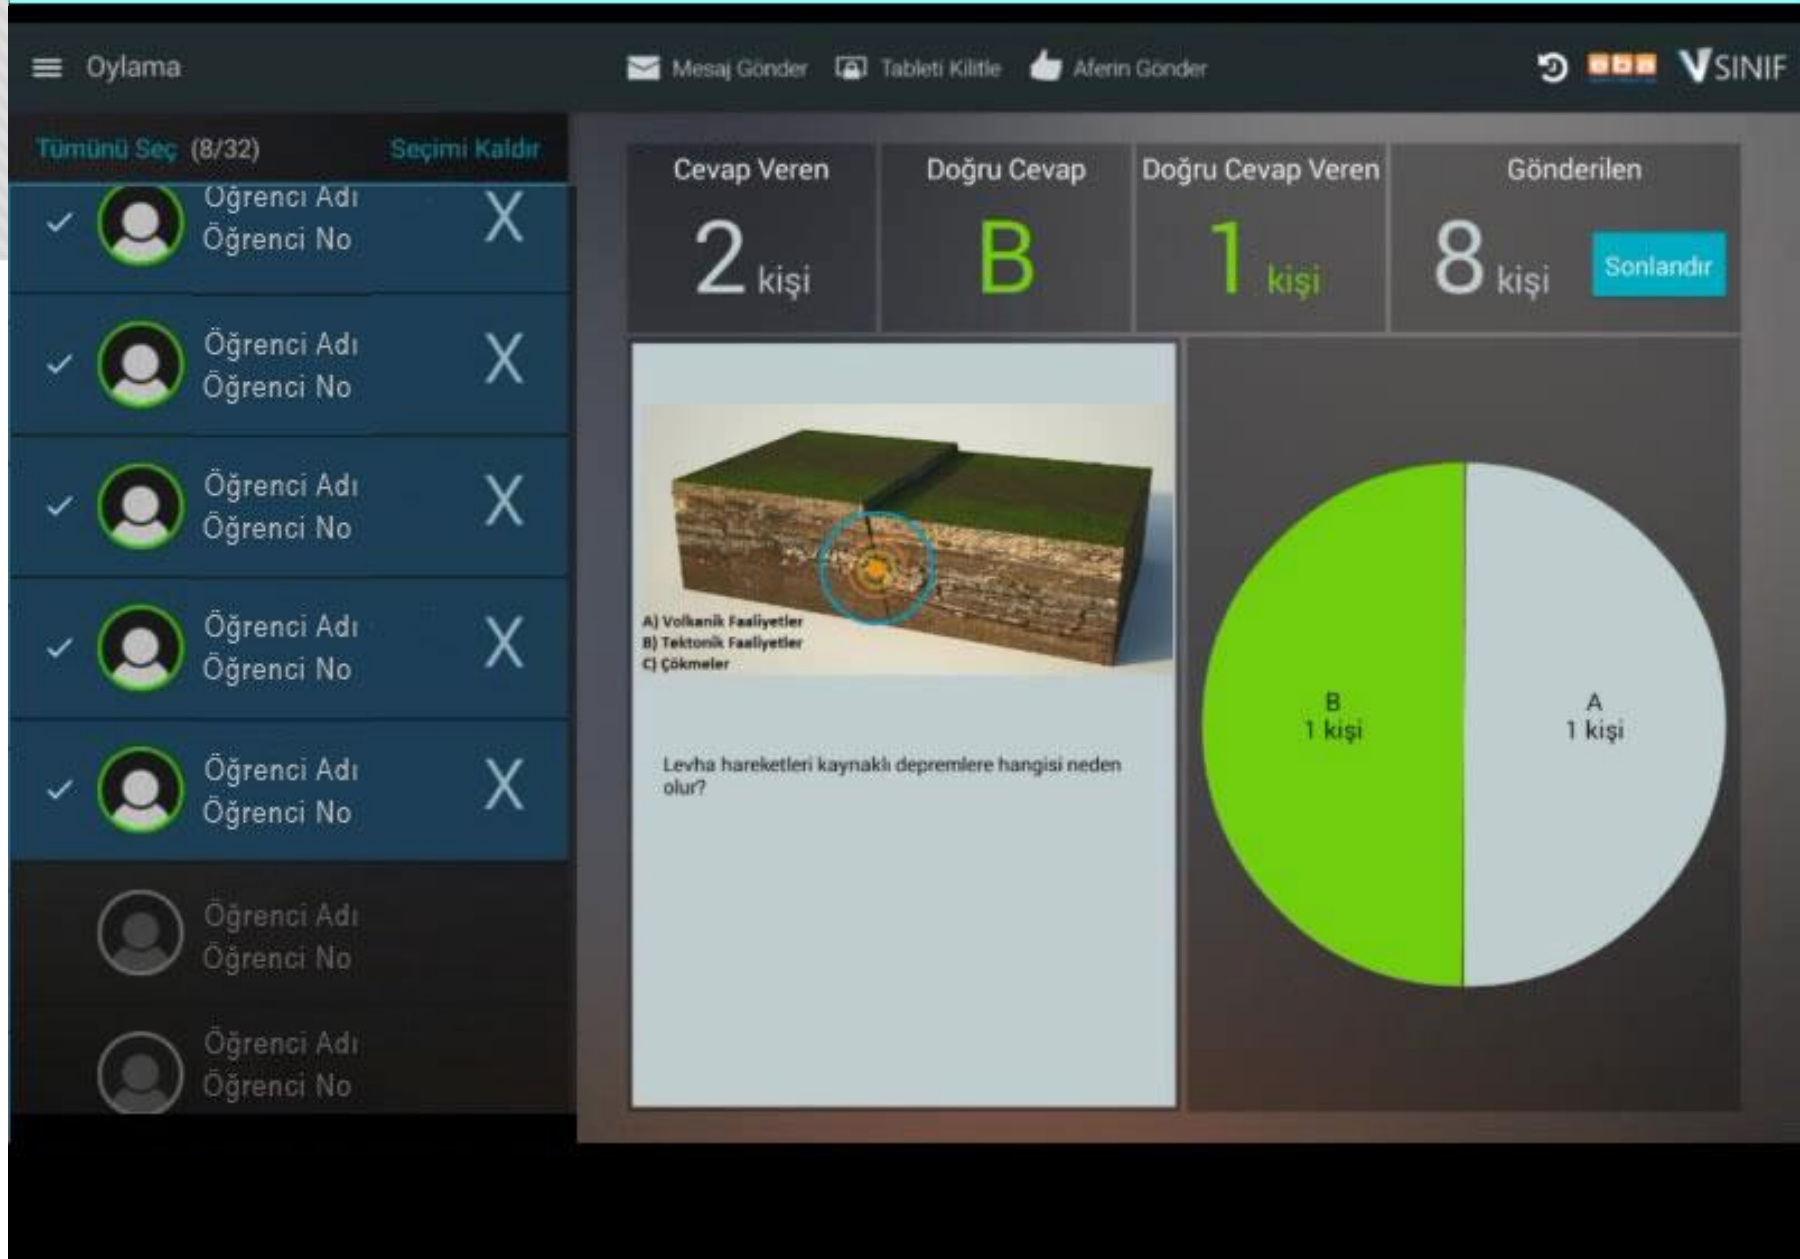 Oylama
Mesaj Gönder
Tableti Kilitle
Aferin Gönder
eba
VSINIF
Tümünü Seç (8/32)
Seçimi Kaldır
Öğrenci Adı
Öğrenci No
X
Öğrenci Adı
Öğrenci No
X
Öğrenci Adı
Öğrenci No
X
Öğrenci Adı
Öğrenci No
X
Öğrenci Adı
Öğrenci No
X
Öğrenci Adı
Öğrenci No
Öğrenci Adı
Öğrenci No
Cevap Veren
2 kişi
Doğru Cevap
B
Doğru Cevap Veren
1 kişi
Gönderilen
8 kişi
Sonlandır
A) Volkanik Faaliyetler
B) Tektonik Faaliyetler
C) Çökmeler
Levha hareketleri kaynaklı depremlere hangisi neden
olur?
B
1 kişi
A
1 kişi